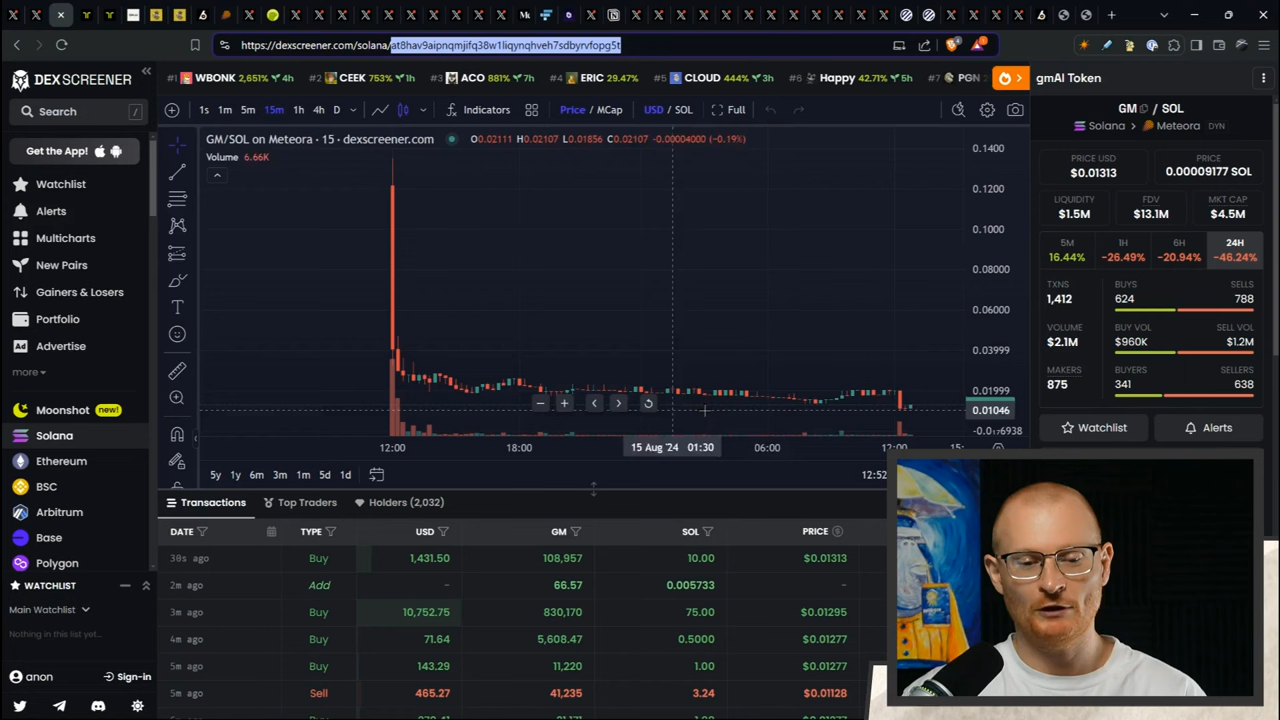 https://dexscreener.com/solana/at8hav9aipnqmjifq38w1liqynqhveh7sdbyrvfopg5t
DEX SCREENER
#1 WBONK 2,651% 4h #2 CEEK 753% 1h #3 ACO 881% 7h #4 ERIC 29.47% #5 CLOUD 444% 3h #6 Happy 42.71% 5h #7 PGN
gmAI Token
Search /
Get the App!
Watchlist
Alerts
Multicharts
New Pairs
Gainers & Losers
Portfolio
Advertise
more
Moonshot new!
Solana
Ethereum
BSC
Arbitrum
Base
Polygon
WATCHLIST
Main Watchlist
Nothing in this list yet...
anon Sign-in
1s 1m 5m 15m 1h 4h D Indicators Price / MCap USD / SOL Full
GM/SOL on Meteora · 15 · dexscreener.com O0.02111 H0.02107 L0.01856 C0.02107 -0.00004000 (-0.19%)
Volume 6.66K
0.1400
0.1200
0.1000
0.08000
0.06000
0.03999
0.01999
0.01046
12:00 18:00 15 Aug '24 01:30 06:00 12:00 15:
5y 1y 6m 3m 1m 5d 1d 12:52
Transactions Top Traders Holders (2,032)
DATE TYPE USD GM SOL PRICE
30s ago Buy 1,431.50 108,957 10.00 $0.01313
2m ago Add - 66.57 0.005733 -
3m ago Buy 10,752.75 830,170 75.00 $0.01295
4m ago Buy 71.64 5,608.47 0.5000 $0.01277
5m ago Buy 143.29 11,220 1.00 $0.01277
5m ago Sell 465.27 41,235 3.24 $0.01128
GM / SOL
Solana > Meteora DYN
PRICE USD PRICE
$0.01313 0.00009177 SOL
LIQUIDITY FDV MKT CAP
$1.5M $13.1M $4.5M
5M 1H 6H 24H
16.44% -26.49% -20.94% -46.24%
TXNS BUYS SELLS
1,412 624 788
VOLUME BUY VOL SELL VOL
$2.1M $960K $1.2M
MAKERS BUYERS SELLERS
875 341 638
Watchlist Alerts